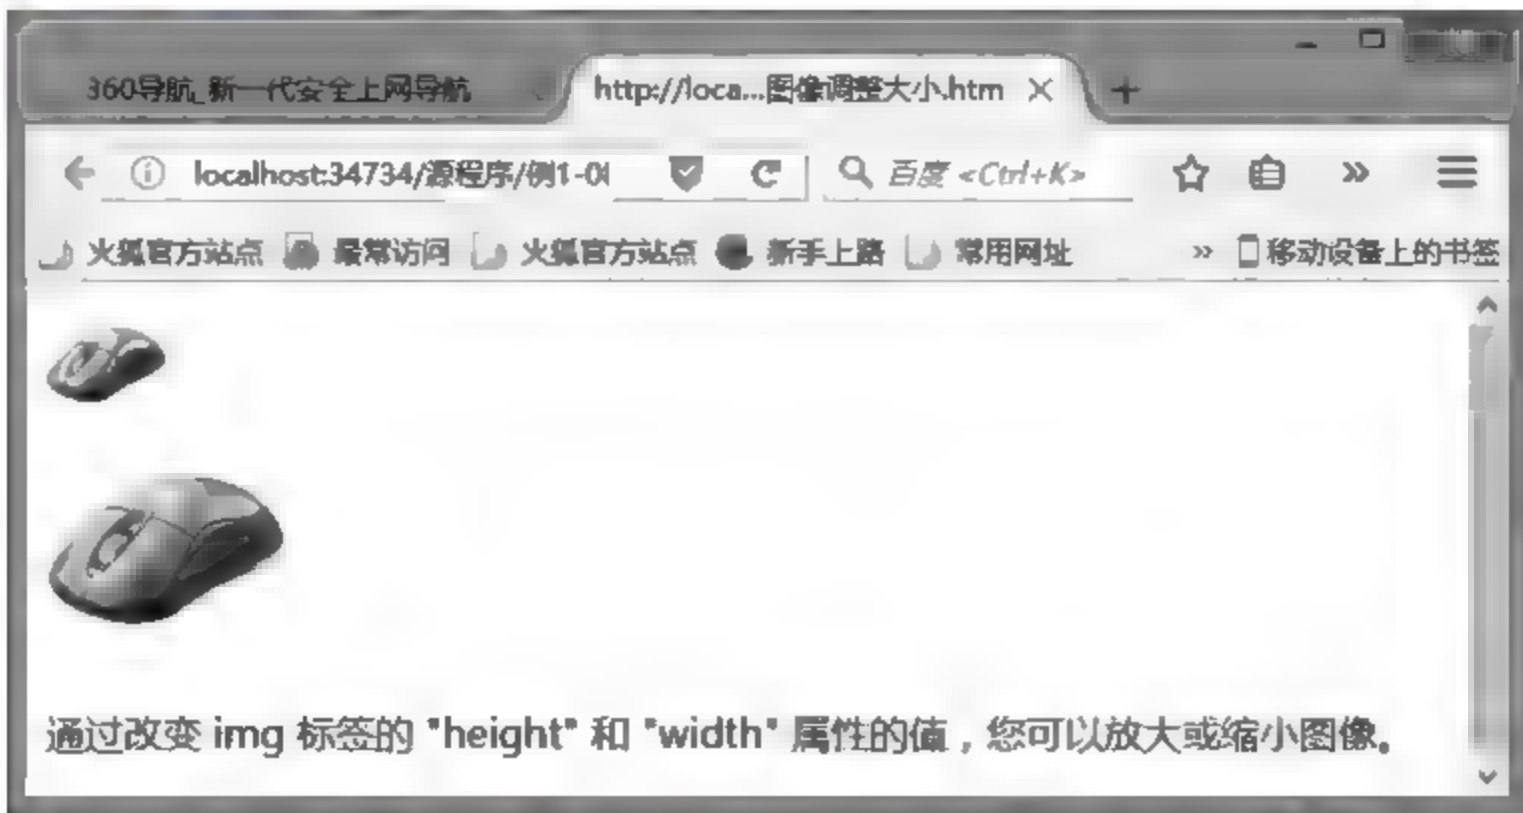 360导航_新一代安全上网导航 http://loca...图像调整大小.htm
localhost:34734/源程序/例1-0 百度 <Ctrl+K>
火狐官方站点 最常访问 火狐官方站点 新手上路 常用网址 » 移动设备上的书签
通过改变 img 标签的 "height" 和 "width" 属性的值，您可以放大或缩小图像。